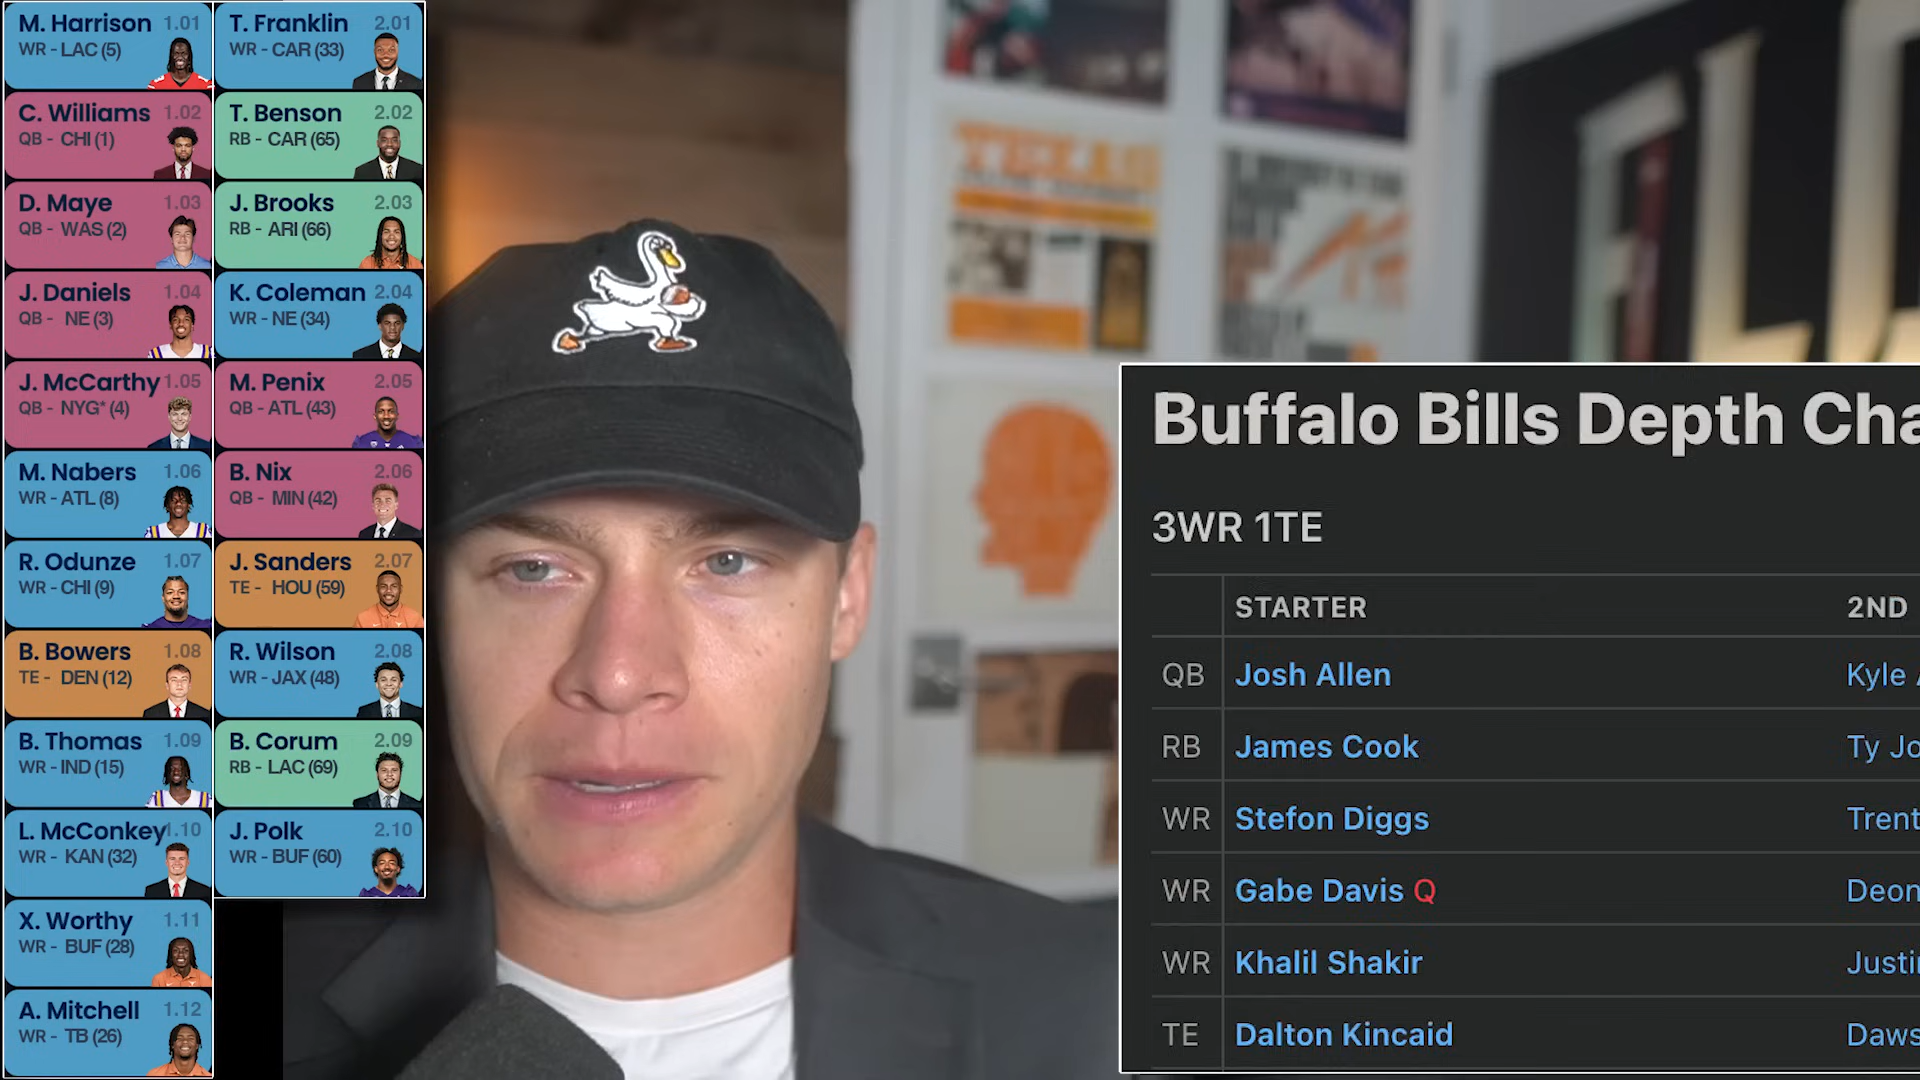 M. Harrison 1.01
WR - LAC (5)
C. Williams 1.02
QB - CHI (1)
D. Maye 1.03
QB - WAS (2)
J. Daniels 1.04
QB - NE (3)
J. McCarthy 1.05
QB - NYG* (4)
M. Nabers 1.06
WR - ATL (8)
R. Odunze 1.07
WR - CHI (9)
B. Bowers 1.08
TE - DEN (12)
B. Thomas 1.09
WR - IND (15)
L. McConkey 1.10
WR - KAN (32)
X. Worthy 1.11
WR - BUF (28)
A. Mitchell 1.12
WR - TB (26)
T. Franklin 2.01
WR - CAR (33)
T. Benson 2.02
RB - CAR (65)
J. Brooks 2.03
RB - ARI (66)
K. Coleman 2.04
WR - NE (34)
M. Penix 2.05
QB - ATL (43)
B. Nix 2.06
QB - MIN (42)
J. Sanders 2.07
TE - HOU (59)
R. Wilson 2.08
WR - JAX (48)
B. Corum 2.09
RB - LAC (69)
J. Polk 2.10
WR - BUF (60)
TEXAS
Buffalo Bills Depth Cha
3WR 1TE
STARTER 2ND
QB Josh Allen Kyle A
RB James Cook Ty Jo
WR Stefon Diggs Trent
WR Gabe Davis Q Deon
WR Khalil Shakir Justi
TE Dalton Kincaid Daws